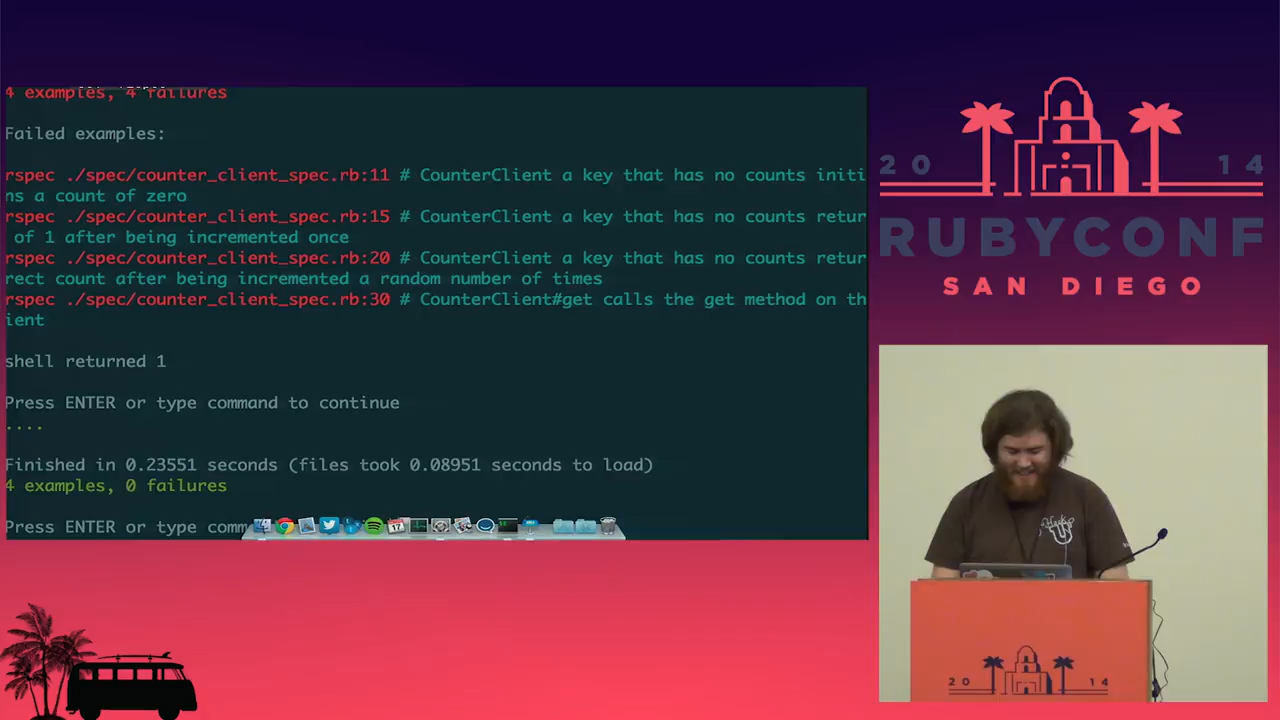 4 examples, 4 failures
Failed examples:
rspec ./spec/counter_client_spec.rb:11 # CounterClient a key that has no counts initi
ns a count of zero
rspec ./spec/counter_client_spec.rb:15 # CounterClient a key that has no counts retur
of 1 after being incremented once
rspec ./spec/counter_client_spec.rb:20 # CounterClient a key that has no counts retur
rect count after being incremented a random number of times
rspec ./spec/counter_client_spec.rb:30 # CounterClient#get calls the get method on th
ient
shell returned 1
Press ENTER or type command to continue
....
Finished in 0.23551 seconds (files took 0.08951 seconds to load)
4 examples, 0 failures
Press ENTER or type comm
17
2014
RUBYCONF
SAN DIEGO
2014